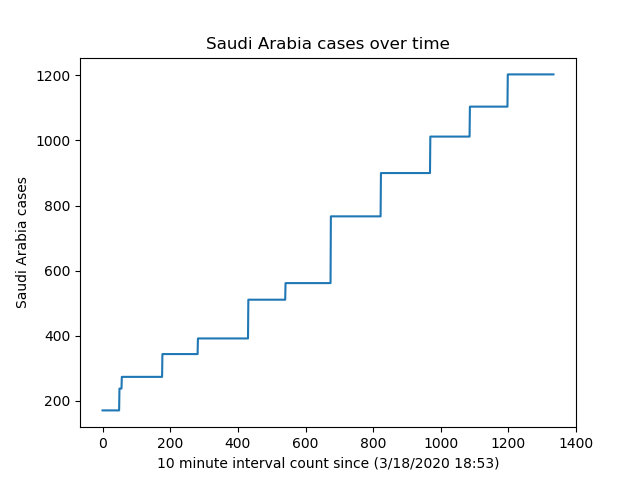 Saudi Arabia cases over time
1200
1000
800
600
400
200
Saudi Arabia cases
0 200 400 600 800 1000 1200 1400
10 minute interval count since (3/18/2020 18:53)